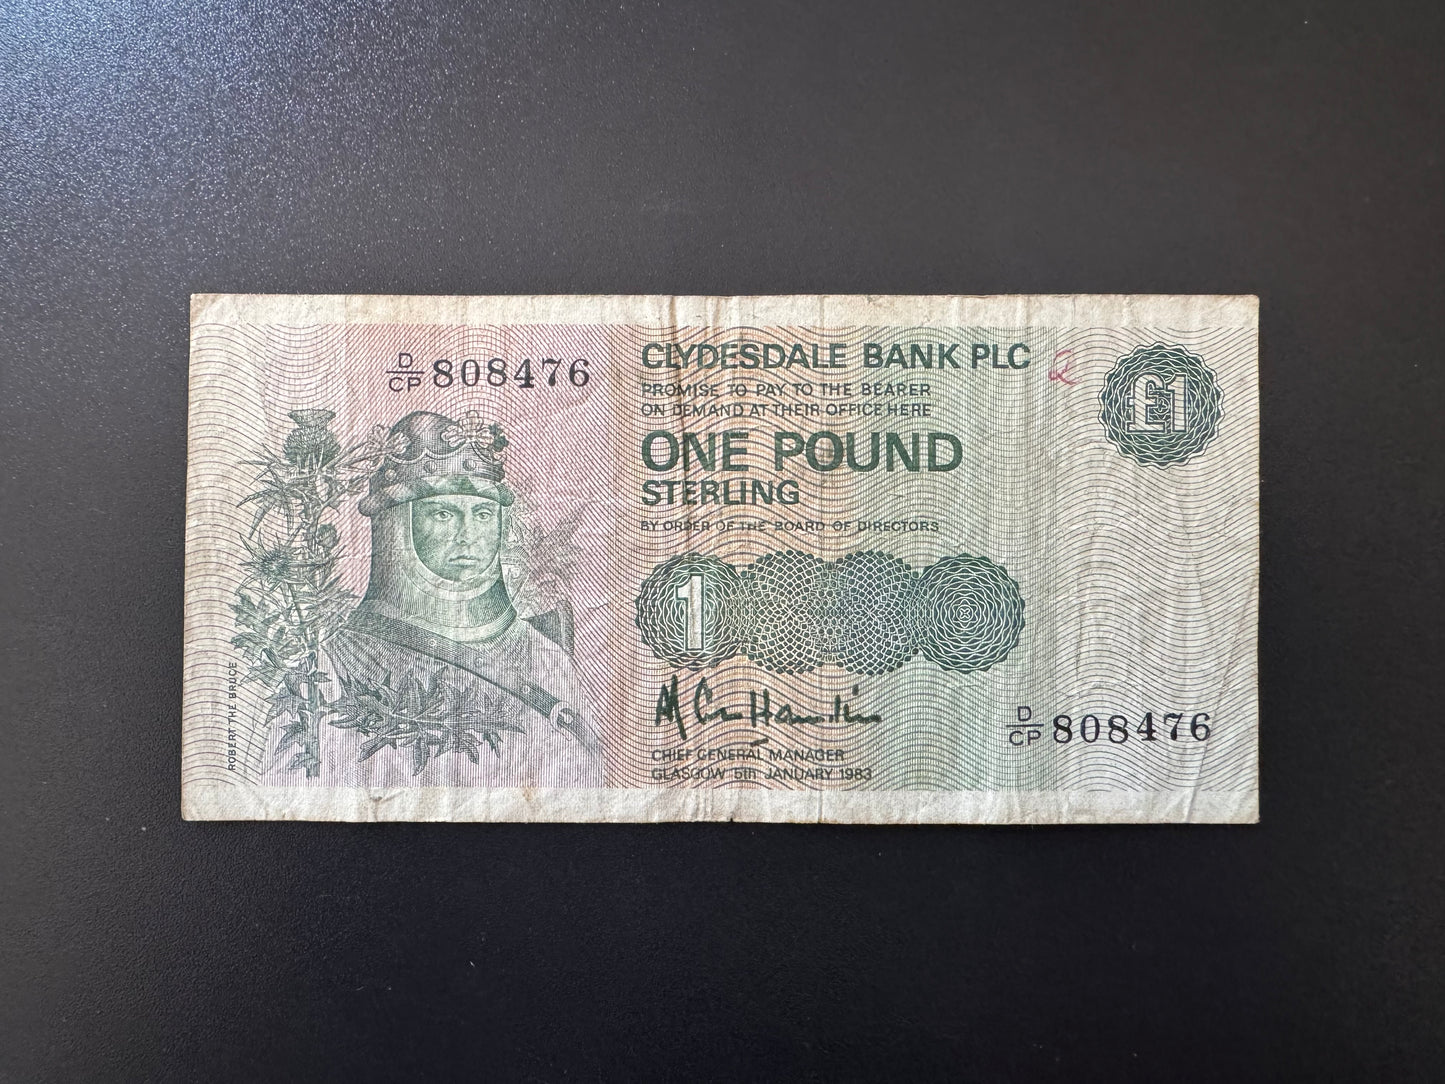 D/CP 808476
CLYDESDALE BANK PLC
2
£1
PROMISE TO PAY TO THE BEARER
ON DEMAND AT THEIR OFFICE HERE
ONE POUND
STERLING
BY ORDER OF THE BOARD OF DIRECTORS
1
CHIEF GENERAL MANAGER
GLASGOW 5th JANUARY 1983
D/CP 808476
ROBERT THE BRUCE